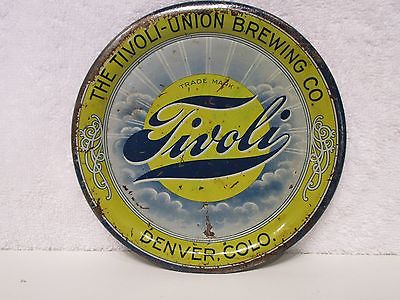 THE TIVOLI-UNION BREWING CO.
TRADE MARK
Tivoli
DENVER, COLO.